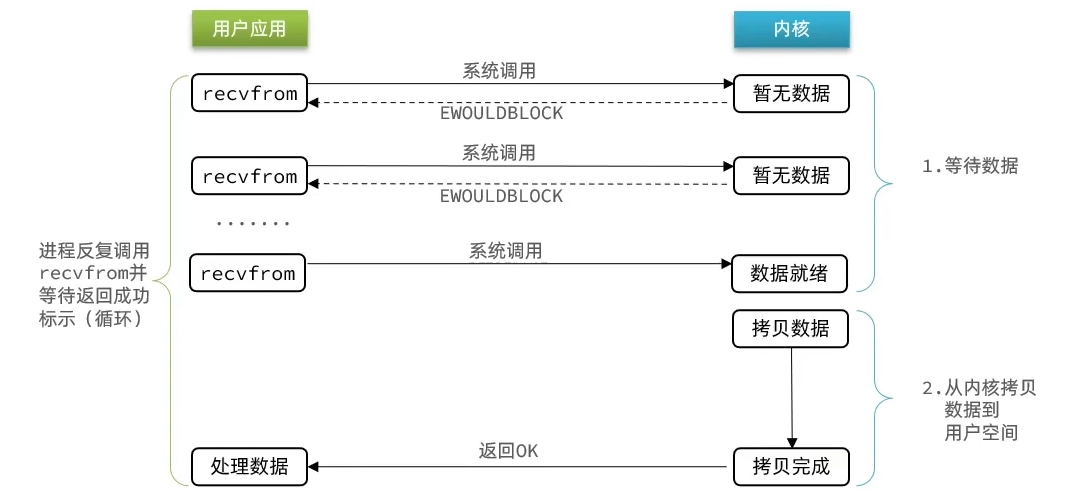 用户应用
内核
系统调用
recvfrom
暂无数据
EWOULDBLOCK
系统调用
recvfrom
暂无数据
EWOULDBLOCK
.......
系统调用
recvfrom
数据就绪
1.等待数据
进程反复调用
recvfrom并
等待返回成功
标示（循环）
拷贝数据
2.从内核拷贝
数据到
用户空间
返回OK
处理数据
拷贝完成